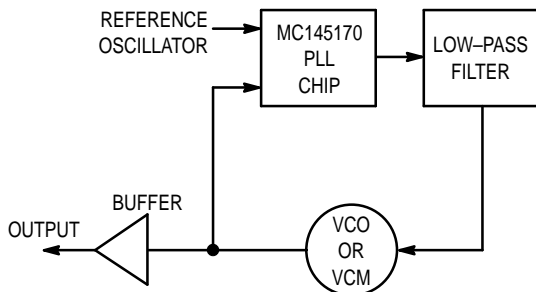 REFERENCE
OSCILLATOR
MC145170
PLL
CHIP
LOW–PASS
FILTER
BUFFER
OUTPUT
VCO
OR
VCM